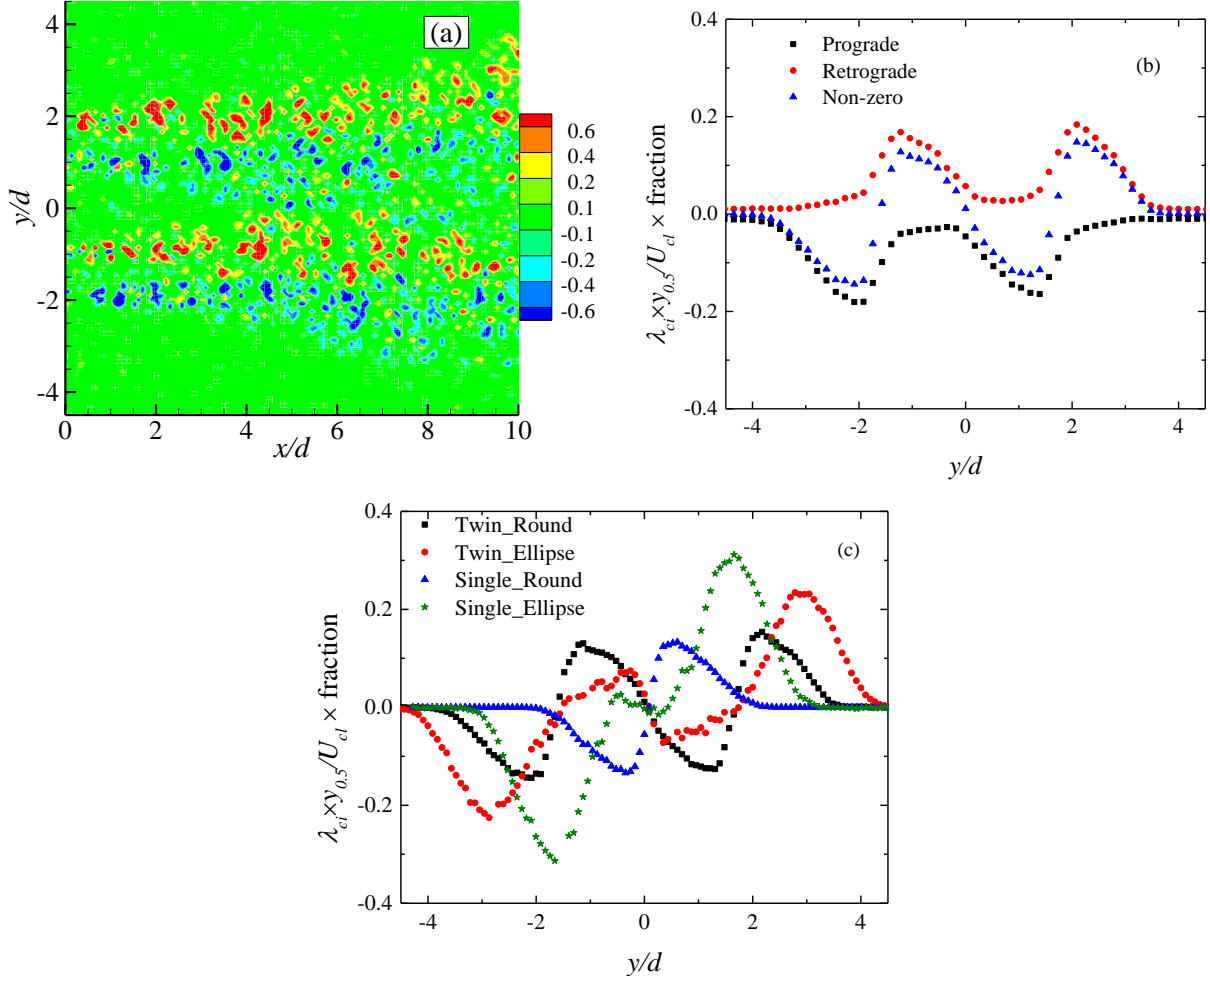 (a)
4
2
0
-2
-4
y/d
0
2
4
6
8
10
x/d
0.6
0.4
0.2
0.1
-0.1
-0.2
-0.4
-0.6
0.4
0.2
0.0
-0.2
-0.4
λci×y0.5/Ucl × fraction
Prograde
Retrograde
Non-zero
(b)
-4
-2
0
2
4
y/d
0.4
0.2
0.0
-0.2
-0.4
λci×y0.5/Ucl × fraction
Twin_Round
Twin_Ellipse
Single_Round
Single_Ellipse
(c)
-4
-2
0
2
4
y/d